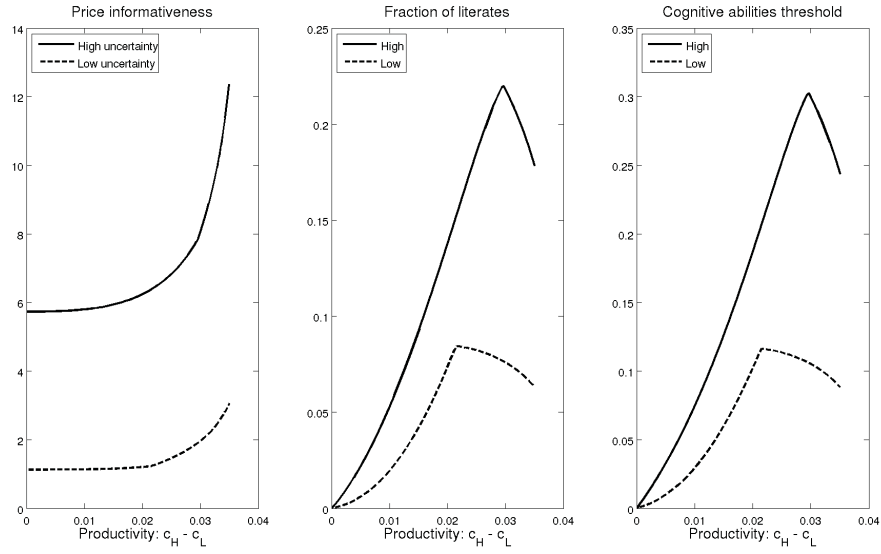 Price informativeness
14
High uncertainty
Low uncertainty
12
10
8
6
4
2
0
0 0.01 0.02 0.03 0.04
Productivity: c_H - c_L
Fraction of literates
0.25
High
Low
0.2
0.15
0.1
0.05
0
0 0.01 0.02 0.03 0.04
Productivity: c_H - c_L
Cognitive abilities threshold
0.35
High
Low
0.3
0.25
0.2
0.15
0.1
0.05
0
0 0.01 0.02 0.03 0.04
Productivity: c_H - c_L